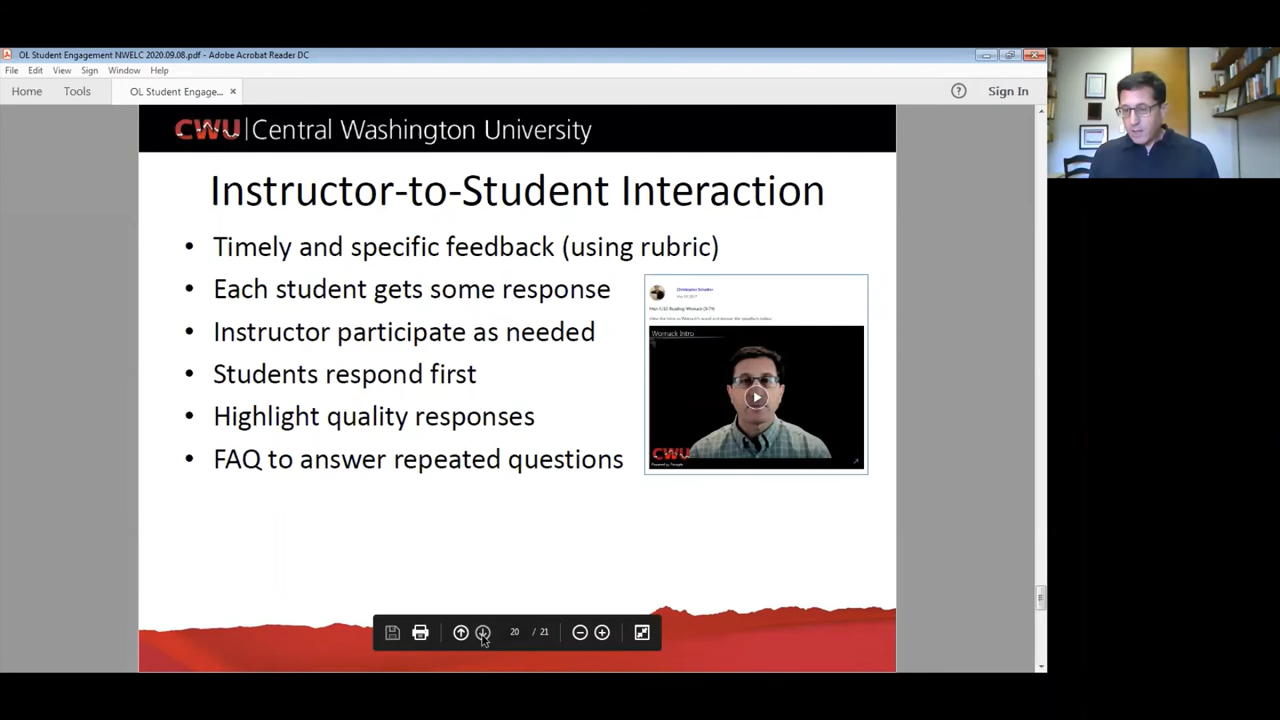 OL Student Engagement NWELC 2020.09.08.pdf - Adobe Acrobat Reader DC
File Edit View Sign Window Help
Home Tools OL Student Engage... × ? Sign In
CWU | Central Washington University
Instructor-to-Student Interaction
• Timely and specific feedback (using rubric)
• Each student gets some response
• Instructor participate as needed
• Students respond first
• Highlight quality responses
• FAQ to answer repeated questions
Womack Intro
CWU
20 / 21